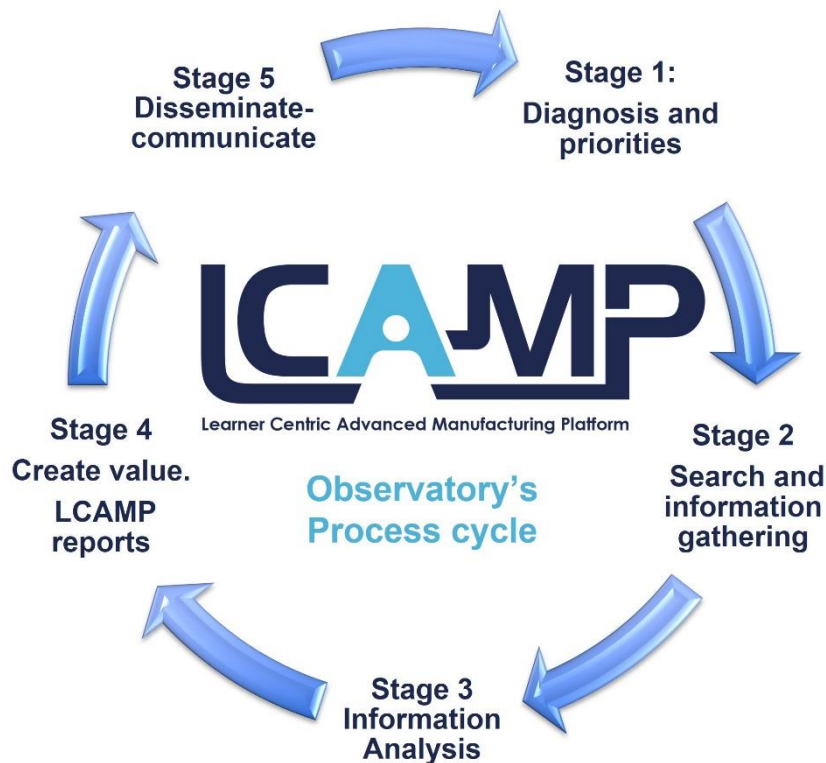 Stage 5
Disseminate-
communicate
Stage 1:
Diagnosis and
priorities
LCAMP
Learner Centric Advanced Manufacturing Platform
Observatory's
Process cycle
Stage 4
Create value.
LCAMP
reports
Stage 2
Search and
information
gathering
Stage 3
Information
Analysis